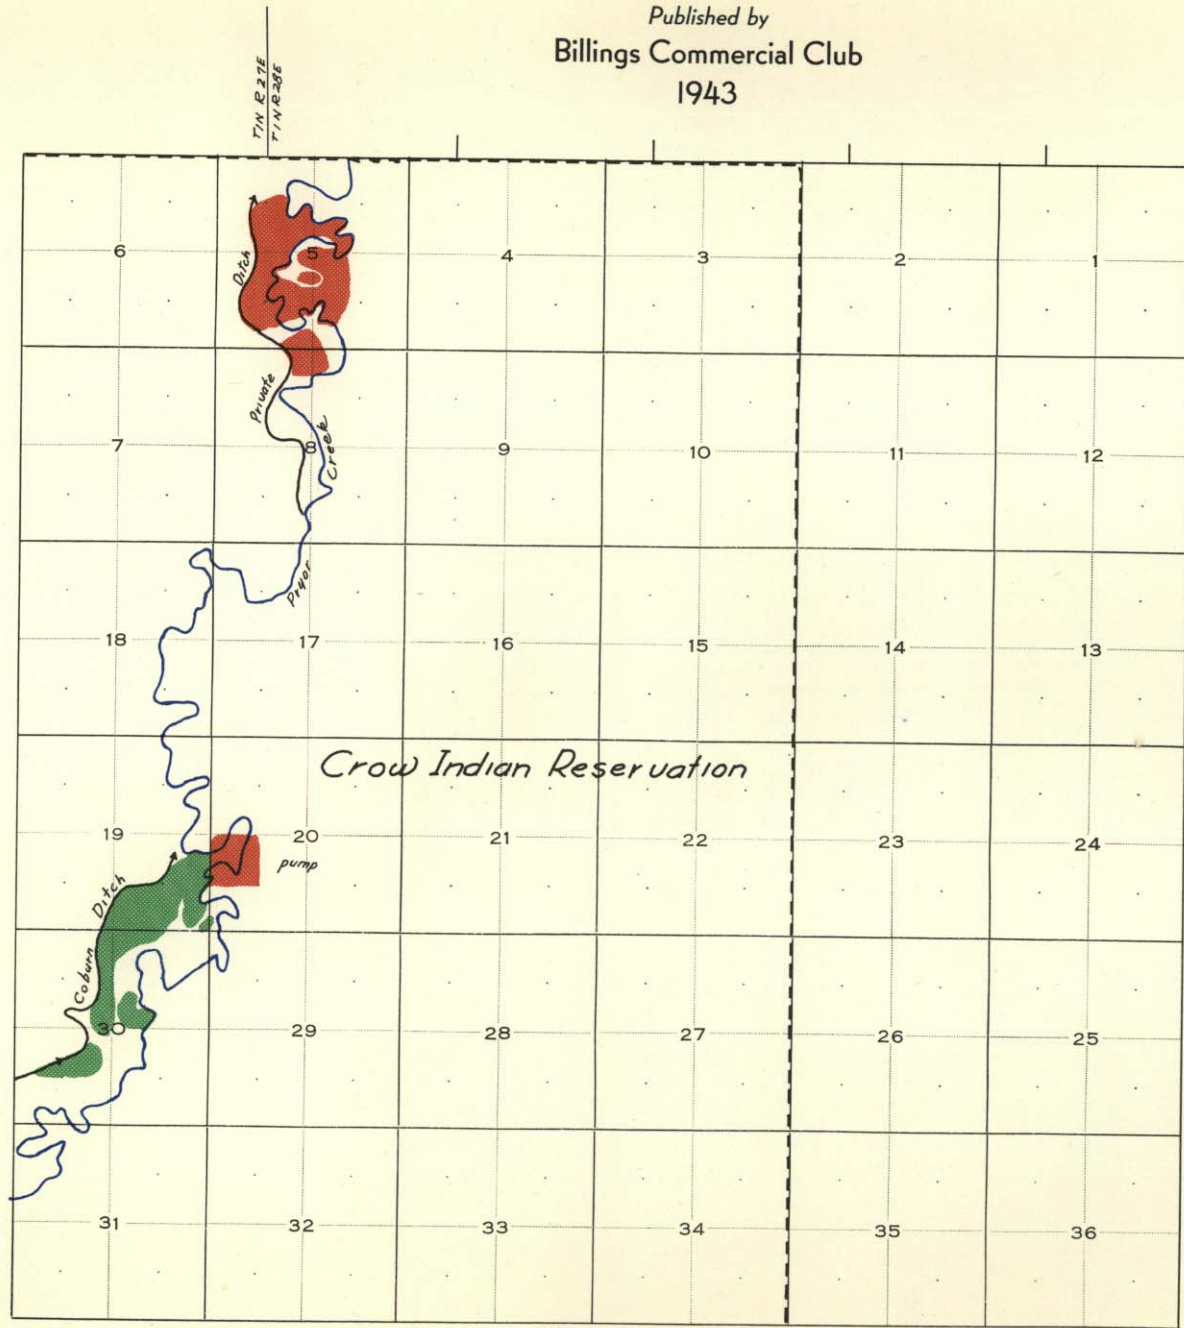 Published by
Billings Commercial Club
1943
T1N R27E
T1N R28E
6 5 4 3 2 1
Ditch
Private
7 8 9 10 11 12
Creek
Pryor
18 17 16 15 14 13
Crow Indian Reservation
19 20 21 22 23 24
pump
Ditch
Coburn
30 29 28 27 26 25
31 32 33 34 35 36